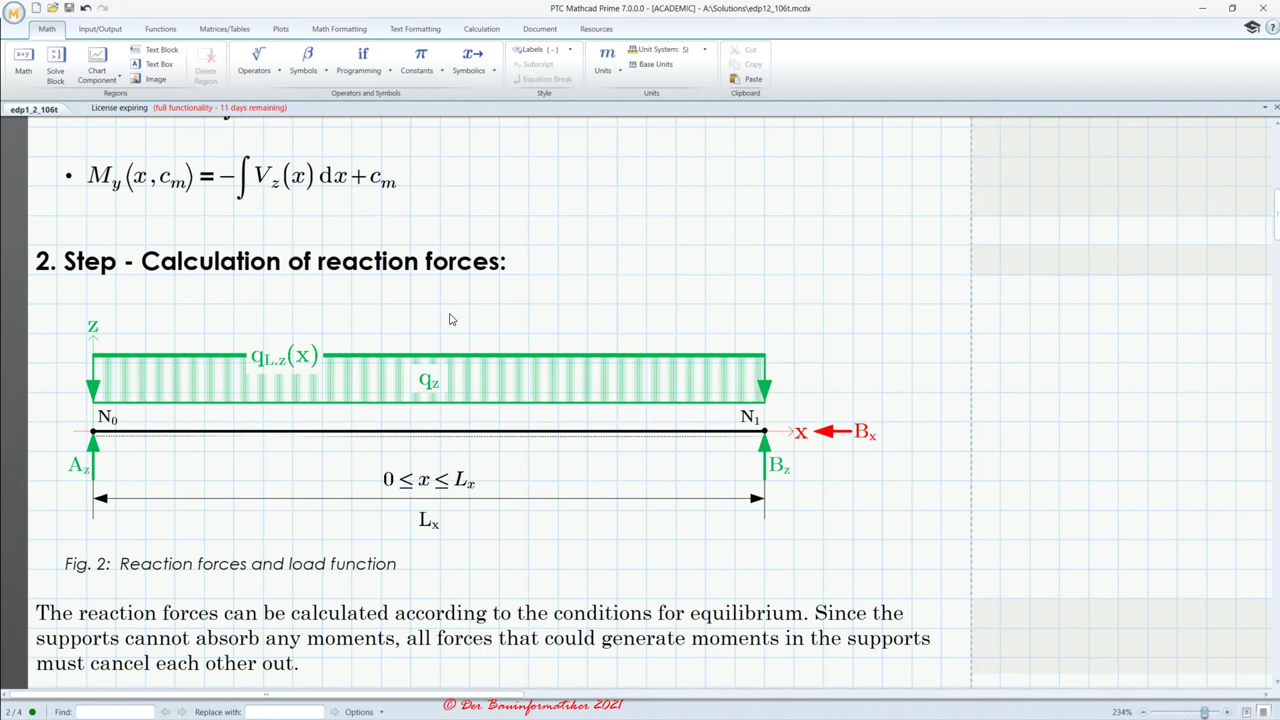 PTC Mathcad Prime 7.0.0.0 - [ACADEMIC] - A:\Solutions\edp12_106t.mcdx
Math Input/Output Functions Matrices/Tables Plots Math Formatting Text Formatting Calculation Document Resources
Math
Solve Block
Chart Component
Text Block
Text Box
Image
Delete Region
Operators
Symbols
Programming
Constants
Symbolics
Labels ( - )
Subscript
Equation Break
Units
Unit System: SI
Base Units
Cut
Copy
Paste
Regions Operators and Symbols Style Units Clipboard
edp1_2_106t License expiring (full functionality - 11 days remaining)
• M_y(x, c_m) = -∫ V_z(x) dx + c_m
2. Step - Calculation of reaction forces:
z
q_L.z(x)
q_z
N_0 N_1
x B_x
A_z B_z
0 ≤ x ≤ L_x
L_x
Fig. 2: Reaction forces and load function
The reaction forces can be calculated according to the conditions for equilibrium. Since the
supports cannot absorb any moments, all forces that could generate moments in the supports
must cancel each other out.
© Der Bauinformatiker 2021
2 / 4 Find: Replace with: Options 234%